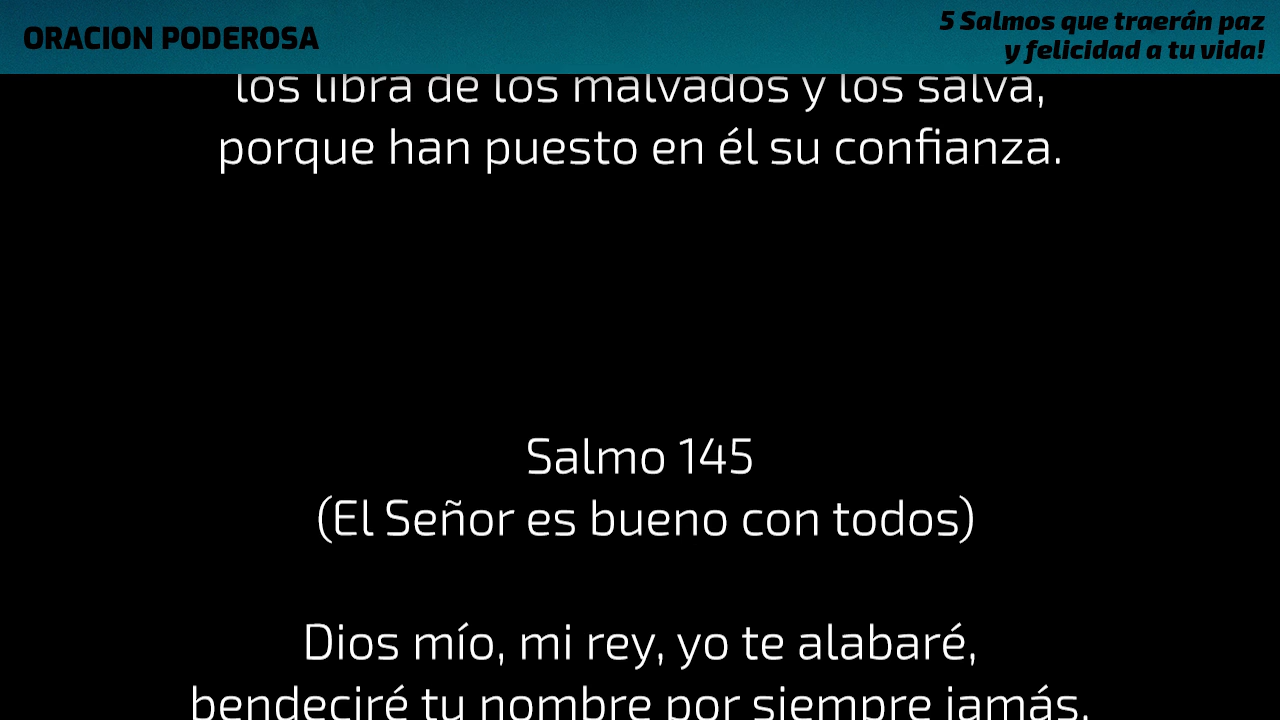 ORACION PODEROSA
5 Salmos que traerán paz
y felicidad a tu vida!
los libra de los malvados y los salva,
porque han puesto en él su confianza.
Salmo 145
(El Señor es bueno con todos)
Dios mío, mi rey, yo te alabaré,
bendeciré tu nombre por siempre jamás.